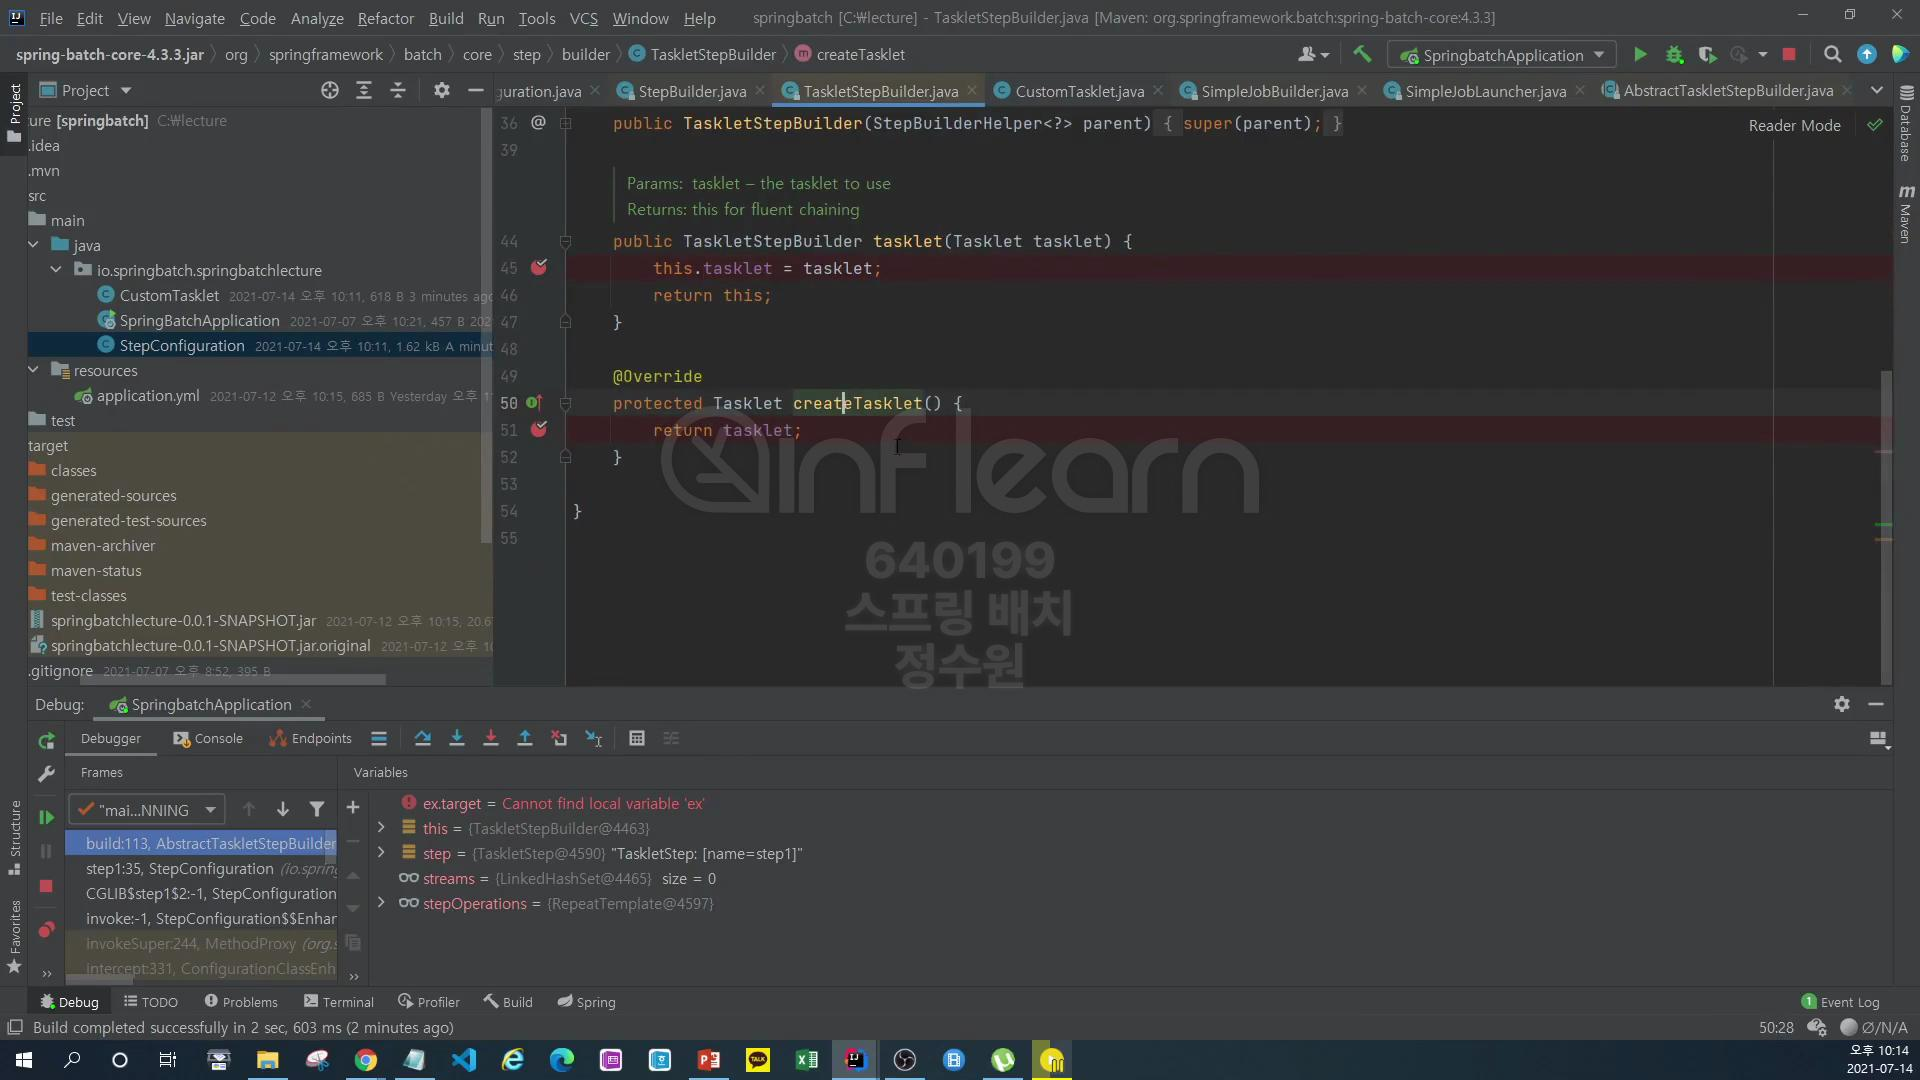 File Edit View Navigate Code Analyze Refactor Build Run Tools VCS Window Help springbatch [C:₩lecture] - TaskletStepBuilder.java [Maven: org.springframework.batch:spring-batch-core:4.3.3]
spring-batch-core-4.3.3.jar org springframework batch core step builder TaskletStepBuilder createTasklet SpringbatchApplication
Project
uration.java StepBuilder.java TaskletStepBuilder.java CustomTasklet.java SimpleJobBuilder.java SimpleJobLauncher.java AbstractTaskletStepBuilder.java
Project
Structure
Favorites
Database
Maven
ure [springbatch] C:₩lecture
.idea
.mvn
src
main
java
io.springbatch.springbatchlecture
CustomTasklet 2021-07-14 오후 10:11, 618 B 3 minutes ago
SpringBatchApplication 2021-07-07 오후 10:21, 457 B 202
StepConfiguration 2021-07-14 오후 10:11, 1.62 kB A minut
resources
application.yml 2021-07-12 오후 10:15, 685 B Yesterday
test
target
classes
generated-sources
generated-test-sources
maven-archiver
maven-status
test-classes
springbatchlecture-0.0.1-SNAPSHOT.jar 2021-07-12 오후 10:15, 20.6
springbatchlecture-0.0.1-SNAPSHOT.jar.original 2021-07-12 오후 10
.gitignore 2021-07-07 오후 8:52, 395 B
Reader Mode
36 @ public TaskletStepBuilder(StepBuilderHelper<?> parent) { super(parent); }
39
Params: tasklet – the tasklet to use
Returns: this for fluent chaining
44 public TaskletStepBuilder tasklet(Tasklet tasklet) {
45 this.tasklet = tasklet;
46 return this;
47 }
48
49 @Override
50 protected Tasklet createTasklet() {
51 return tasklet;
52 }
53
54 }
55
inflearn
640199
스프링 배치
정수원
Debug: SpringbatchApplication
Debugger Console Endpoints
Frames Variables
"mai...NNING
build:113, AbstractTaskletStepBuilder
step1:35, StepConfiguration (io.spring
CGLIB$step1$2:-1, StepConfiguration
invoke:-1, StepConfiguration$$Enhan
invokeSuper:244, MethodProxy (org.s
intercept:331, ConfigurationClassEnh
ex.target = Cannot find local variable 'ex'
this = {TaskletStepBuilder@4463}
step = {TaskletStep@4590} "TaskletStep: [name=step1]"
streams = {LinkedHashSet@4465} size = 0
stepOperations = {RepeatTemplate@4597}
Debug TODO Problems Terminal Profiler Build Spring 1 Event Log
Build completed successfully in 2 sec, 603 ms (2 minutes ago) 50:28 Ø/N/A
TALK
오후 10:14
2021-07-14